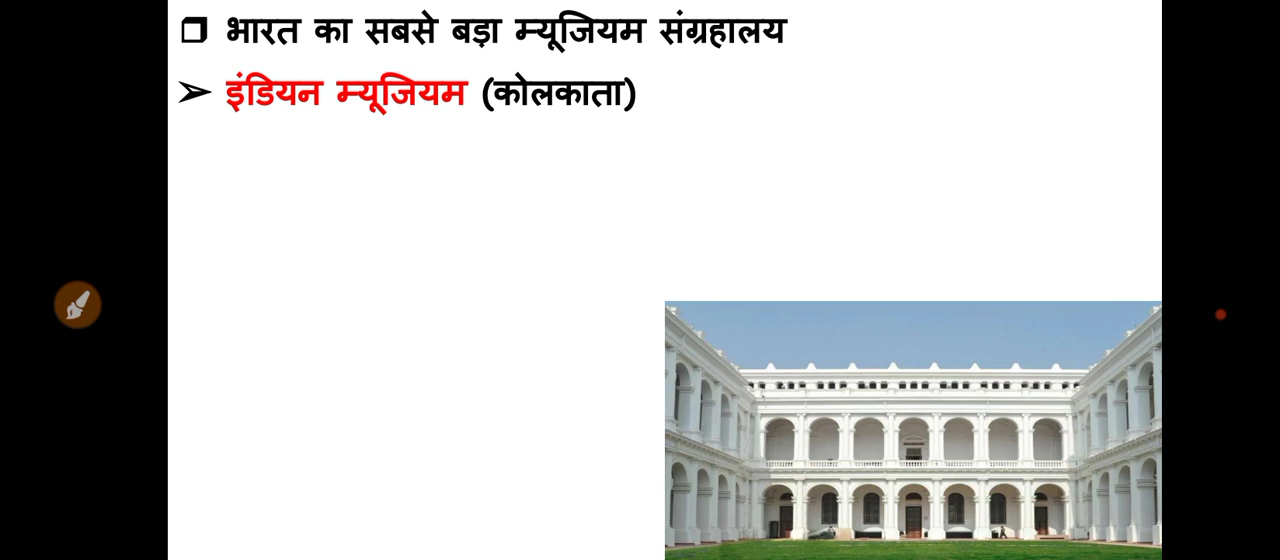 ❒ भारत का सबसे बड़ा म्यूजियम संग्रहालय
➢ इंडियन म्यूजियम (कोलकाता)